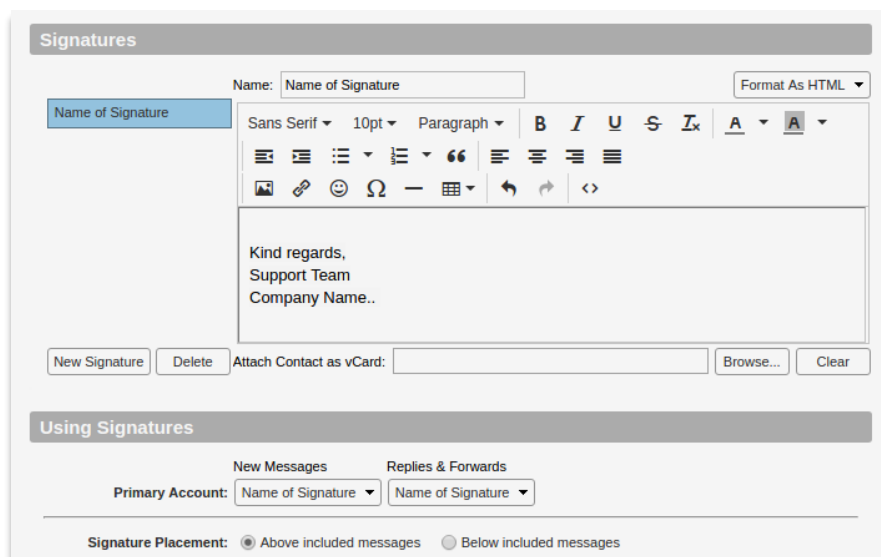 Signatures
Name: Name of Signature Format As HTML
Name of Signature
Sans Serif 10pt Paragraph B I U S Ix A A
Ω
Kind regards,
Support Team
Company Name..
New Signature Delete Attach Contact as vCard: Browse... Clear
Using Signatures
New Messages Replies & Forwards
Primary Account: Name of Signature Name of Signature
Signature Placement: Above included messages Below included messages